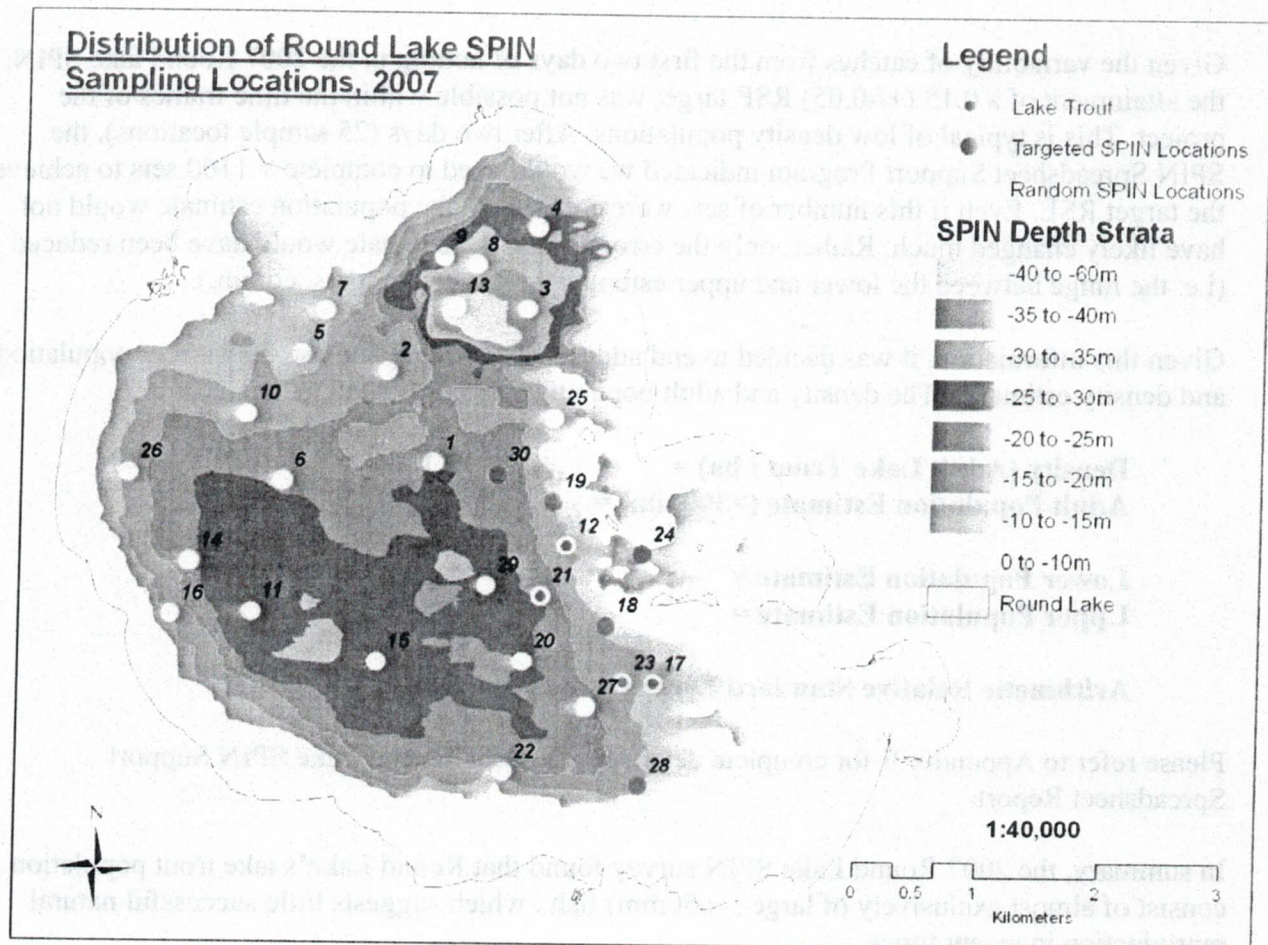 Distribution of Round Lake SPIN
Sampling Locations, 2007
Legend
Lake Trout
Targeted SPIN Locations
Random SPIN Locations
SPIN Depth Strata
-40 to -60m
-35 to -40m
-30 to -35m
-25 to -30m
-20 to -25m
-15 to -20m
-10 to -15m
0 to -10m
Round Lake
4
9
8
7
13
3
5
2
10
25
26
6
1
30
19
12
24
14
29
21
16
11
18
15
20
23
17
27
22
28
N
1:40,000
0
0.5
1
2
3
Kilometers